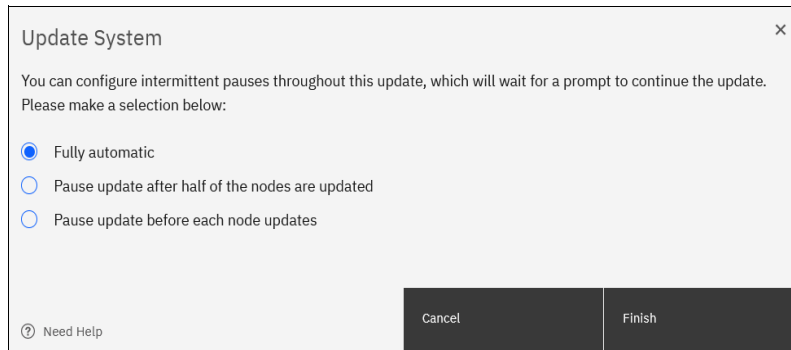 Update System
You can configure intermittent pauses throughout this update, which will wait for a prompt to continue the update.
Please make a selection below:
Fully automatic
Pause update after half of the nodes are updated
Pause update before each node updates
Need Help
Cancel
Finish